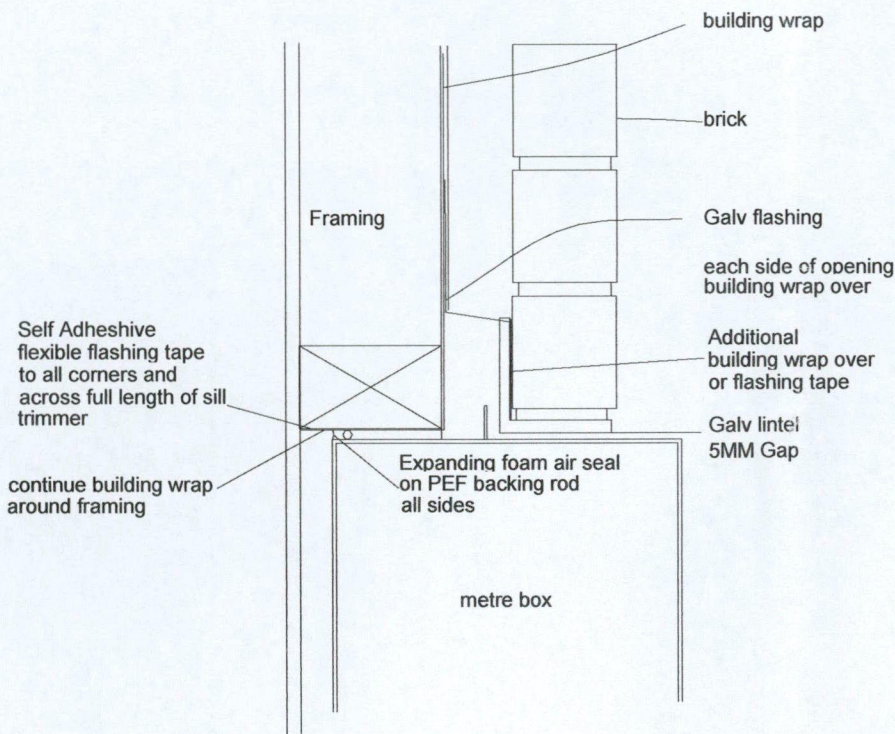 building wrap
brick
Framing
Galv flashing
each side of opening
building wrap over
Self Adheshive
flexible flashing tape
to all corners and
across full length of sill
trimmer
Additional
building wrap over
or flashing tape
Galv lintel
5MM Gap
continue building wrap
around framing
Expanding foam air seal
on PEF backing rod
all sides
metre box